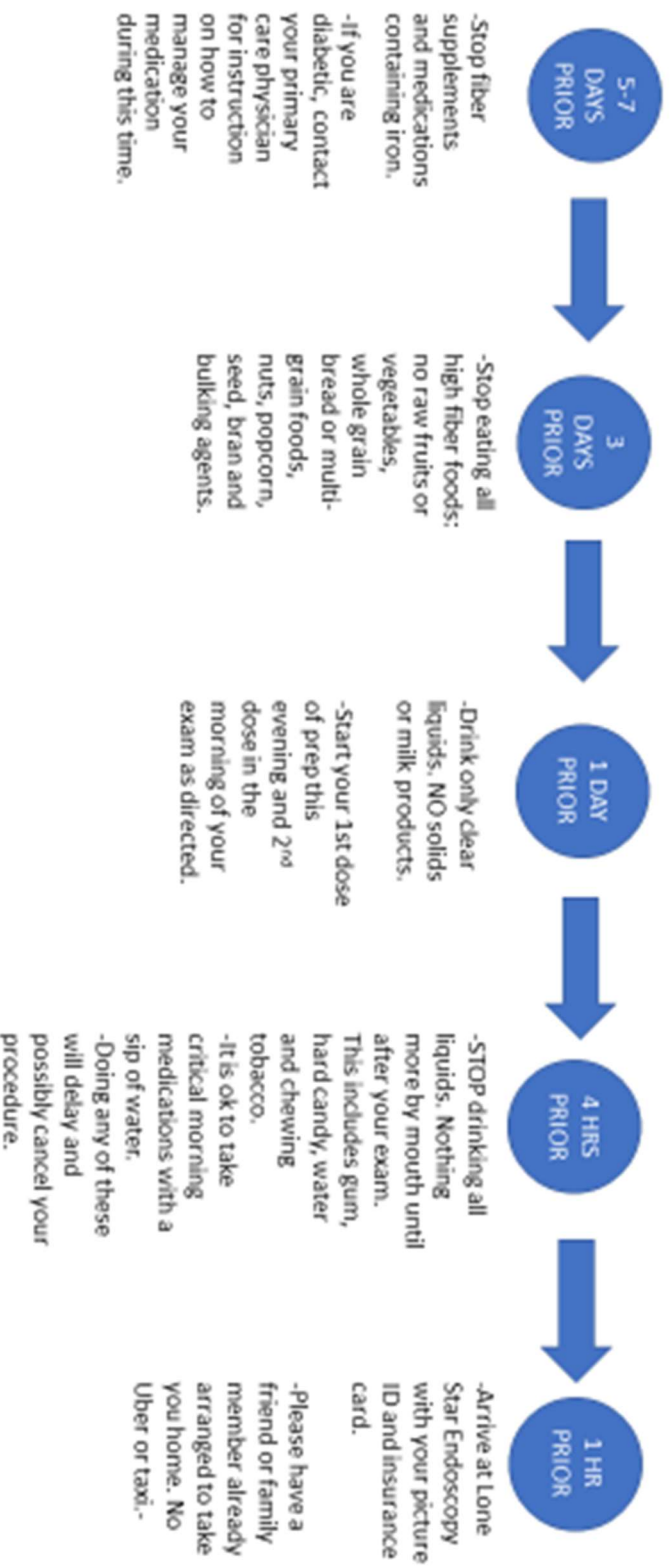 5-7
DAYS
PRIOR
-Stop fiber
supplements
and medications
containing iron.
-If you are
diabetic, contact
your primary
care physician
for instruction
on how to
manage your
medication
during this time.
3
DAYS
PRIOR
-Stop eating all
high fiber foods:
no raw fruits or
vegetables,
whole grain
bread or multi-
grain foods,
nuts, popcorn,
seed, bran and
bulking agents.
1 DAY
PRIOR
-Drink only clear
liquids. NO solids
or milk products.
-Start your 1st dose
of prep this
evening and 2nd
dose in the
morning of your
exam as directed.
4 HRS
PRIOR
-STOP drinking all
liquids. Nothing
more by mouth until
after your exam.
This includes gum,
hard candy, water
and chewing
tobacco.
-It is ok to take
critical morning
medications with a
sip of water.
-Doing any of these
will delay and
possibly cancel your
procedure.
1 HR
PRIOR
-Arrive at Lone
Star Endoscopy
with your picture
ID and insurance
card.
-Please have a
friend or family
member already
arranged to take
you home. No
Uber or taxi.-